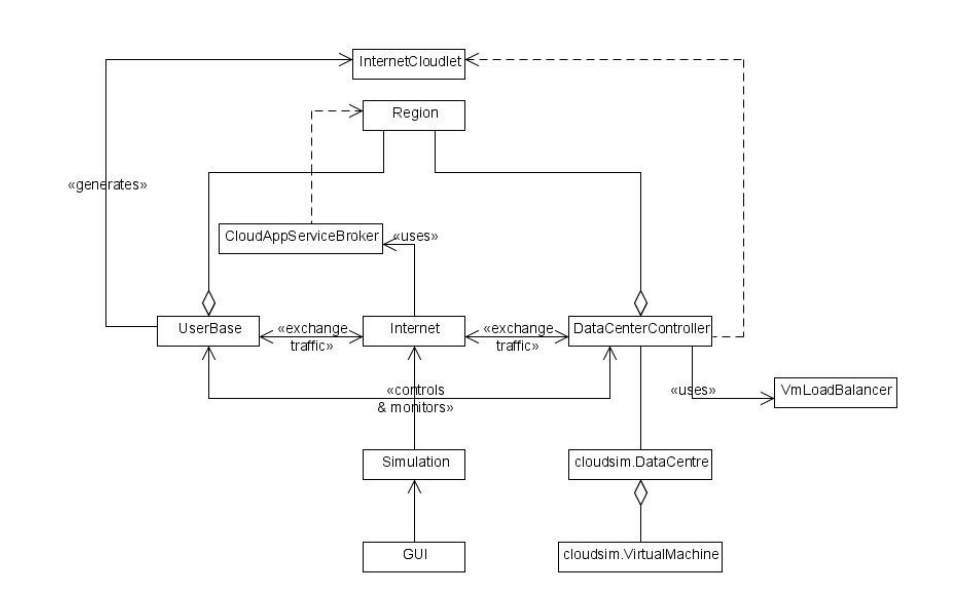 InternetCloudlet
Region
«generates»
CloudAppServiceBroker
«uses»
UserBase
«exchange
traffic»
Internet
«exchange
traffic»
DataCenterController
«controls
& monitors»
«uses»
VmLoadBalancer
Simulation
cloudsim.DataCentre
GUI
cloudsim.VirtualMachine